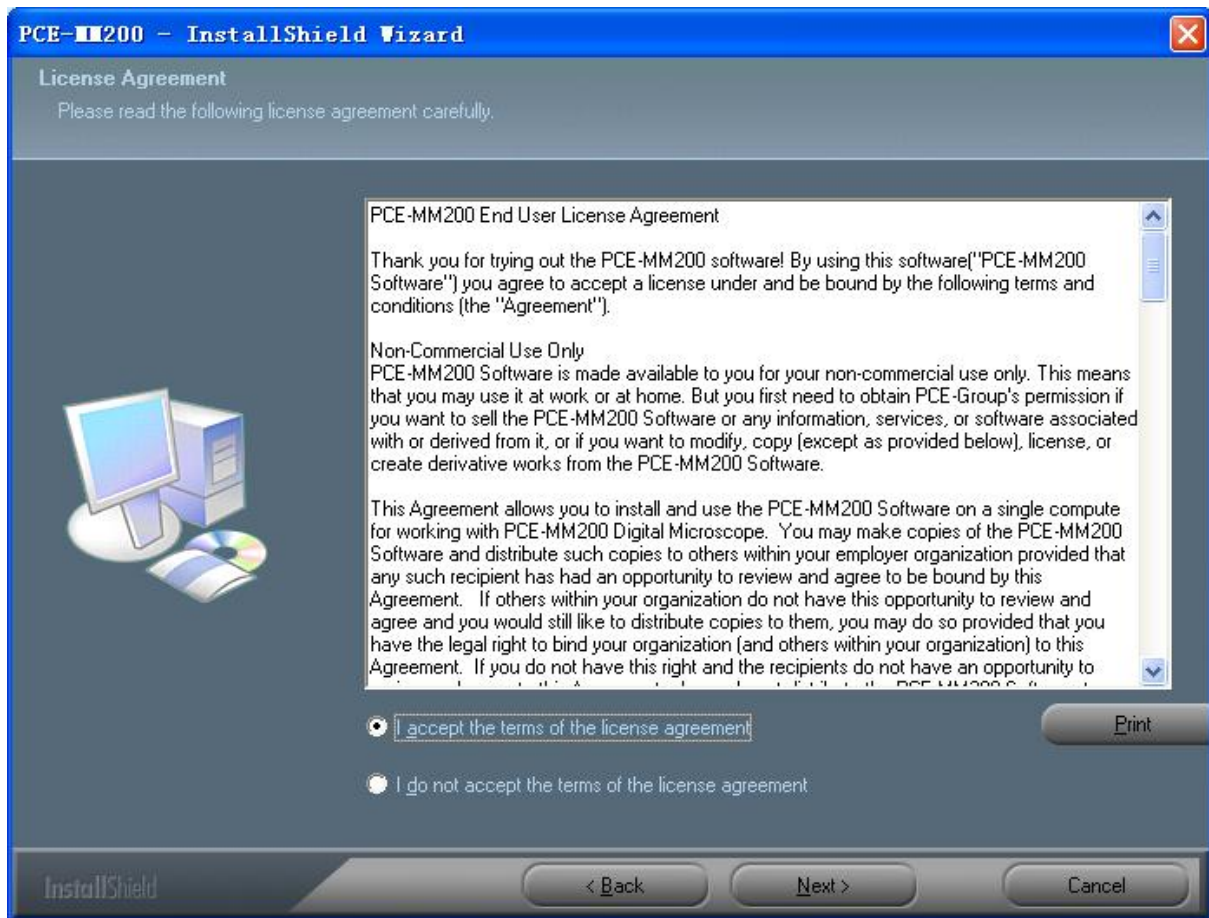 PCE-MM200 - InstallShield Wizard
License Agreement
Please read the following license agreement carefully.
PCE-MM200 End User License Agreement
Thank you for trying out the PCE-MM200 software! By using this software("PCE-MM200
Software") you agree to accept a license under and be bound by the following terms and
conditions (the "Agreement").
Non-Commercial Use Only
PCE-MM200 Software is made available to you for your non-commercial use only. This means
that you may use it at work or at home. But you first need to obtain PCE-Group's permission if
you want to sell the PCE-MM200 Software or any information, services, or software associated
with or derived from it, or if you want to modify, copy (except as provided below), license, or
create derivative works from the PCE-MM200 Software.
This Agreement allows you to install and use the PCE-MM200 Software on a single compute
for working with PCE-MM200 Digital Microscope.  You may make copies of the PCE-MM200
Software and distribute such copies to others within your employer organization provided that
any such recipient has had an opportunity to review and agree to be bound by this
Agreement.   If others within your organization do not have this opportunity to review and
agree and you would still like to distribute copies to them, you may do so provided that you
have the legal right to bind your organization (and others within your organization) to this
Agreement.  If you do not have this right and the recipients do not have an opportunity to
I accept the terms of the license agreement
Print
I do not accept the terms of the license agreement
InstallShield
< Back
Next >
Cancel